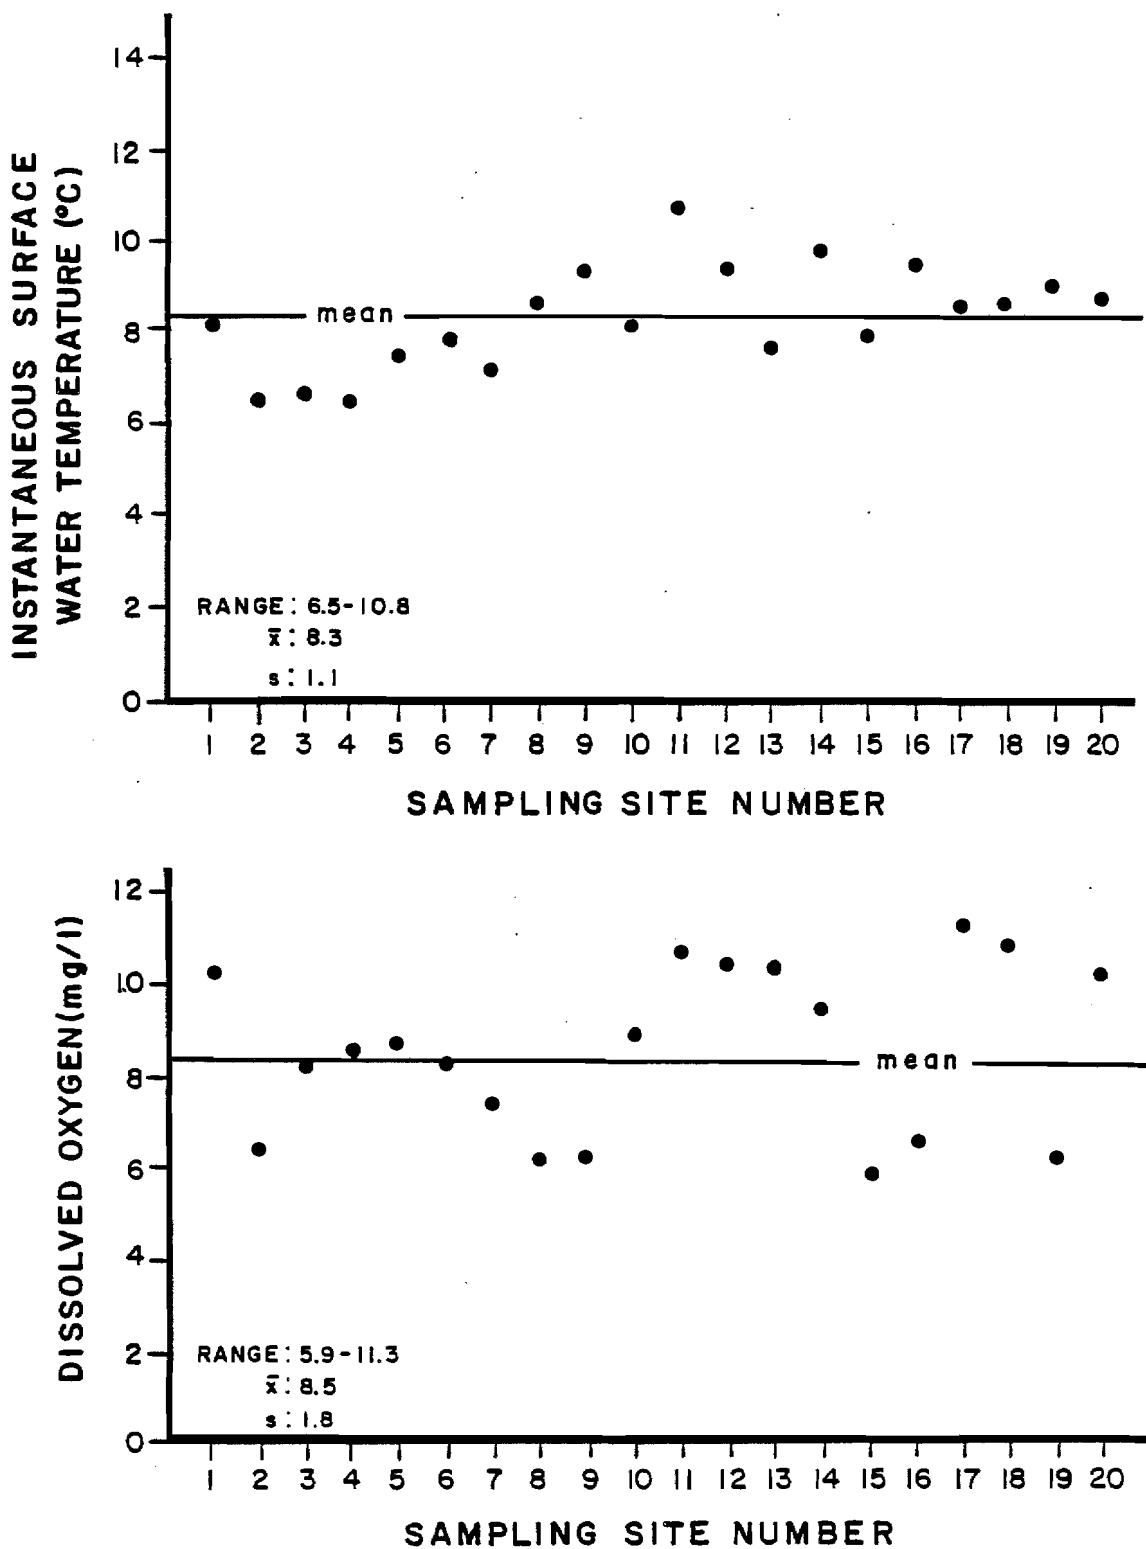 INSTANTANEOUS SURFACE
WATER TEMPERATURE (°C)
14
12
10
8
6
4
2
0
mean
RANGE: 6.5-10.8
x̄: 8.3
s: 1.1
1 2 3 4 5 6 7 8 9 10 11 12 13 14 15 16 17 18 19 20
SAMPLING SITE NUMBER
DISSOLVED OXYGEN (mg/l)
12
10
8
6
4
2
0
mean
RANGE: 5.9-11.3
x̄: 8.5
s: 1.8
1 2 3 4 5 6 7 8 9 10 11 12 13 14 15 16 17 18 19 20
SAMPLING SITE NUMBER